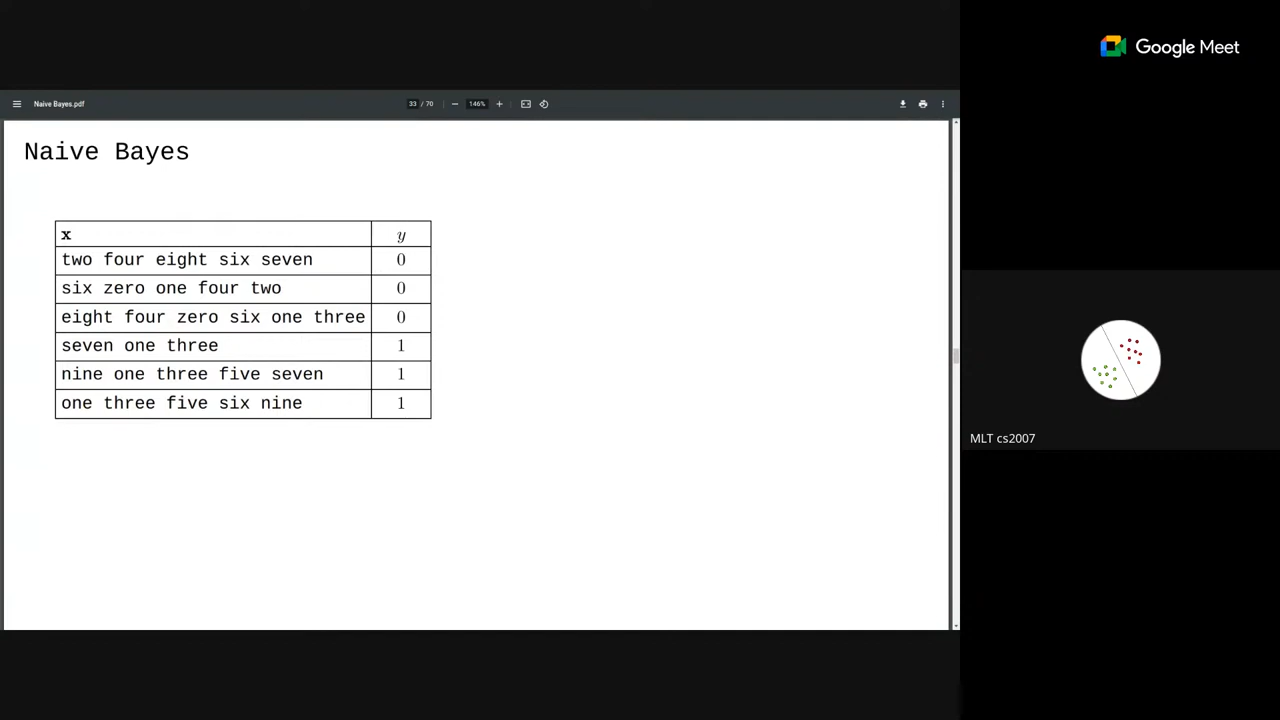 Google Meet
Naive Bayes.pdf 33 / 70 146%
Naive Bayes
x y
two four eight six seven 0
six zero one four two 0
eight four zero six one three 0
seven one three 1
nine one three five seven 1
one three five six nine 1
MLT cs2007